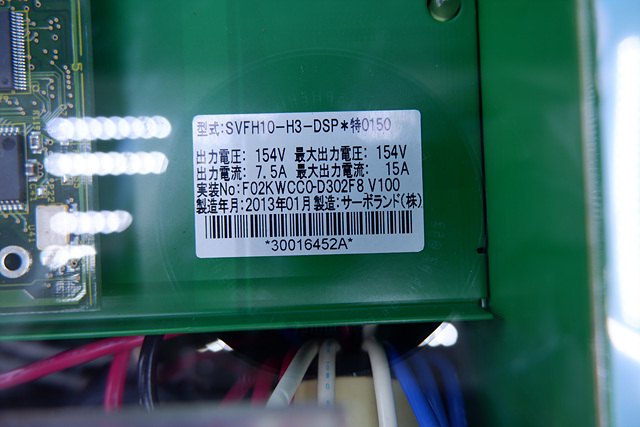 型式:SVFH10-H3-DSP*特0150
出力電圧: 154V 最大出力電圧: 154V
出力電流: 7.5A 最大出力電流: 15A
実装No:F02KWCC0-D302F8 V100
製造年月:2013年01月 製造:サーボランド(株)
*30016452A*